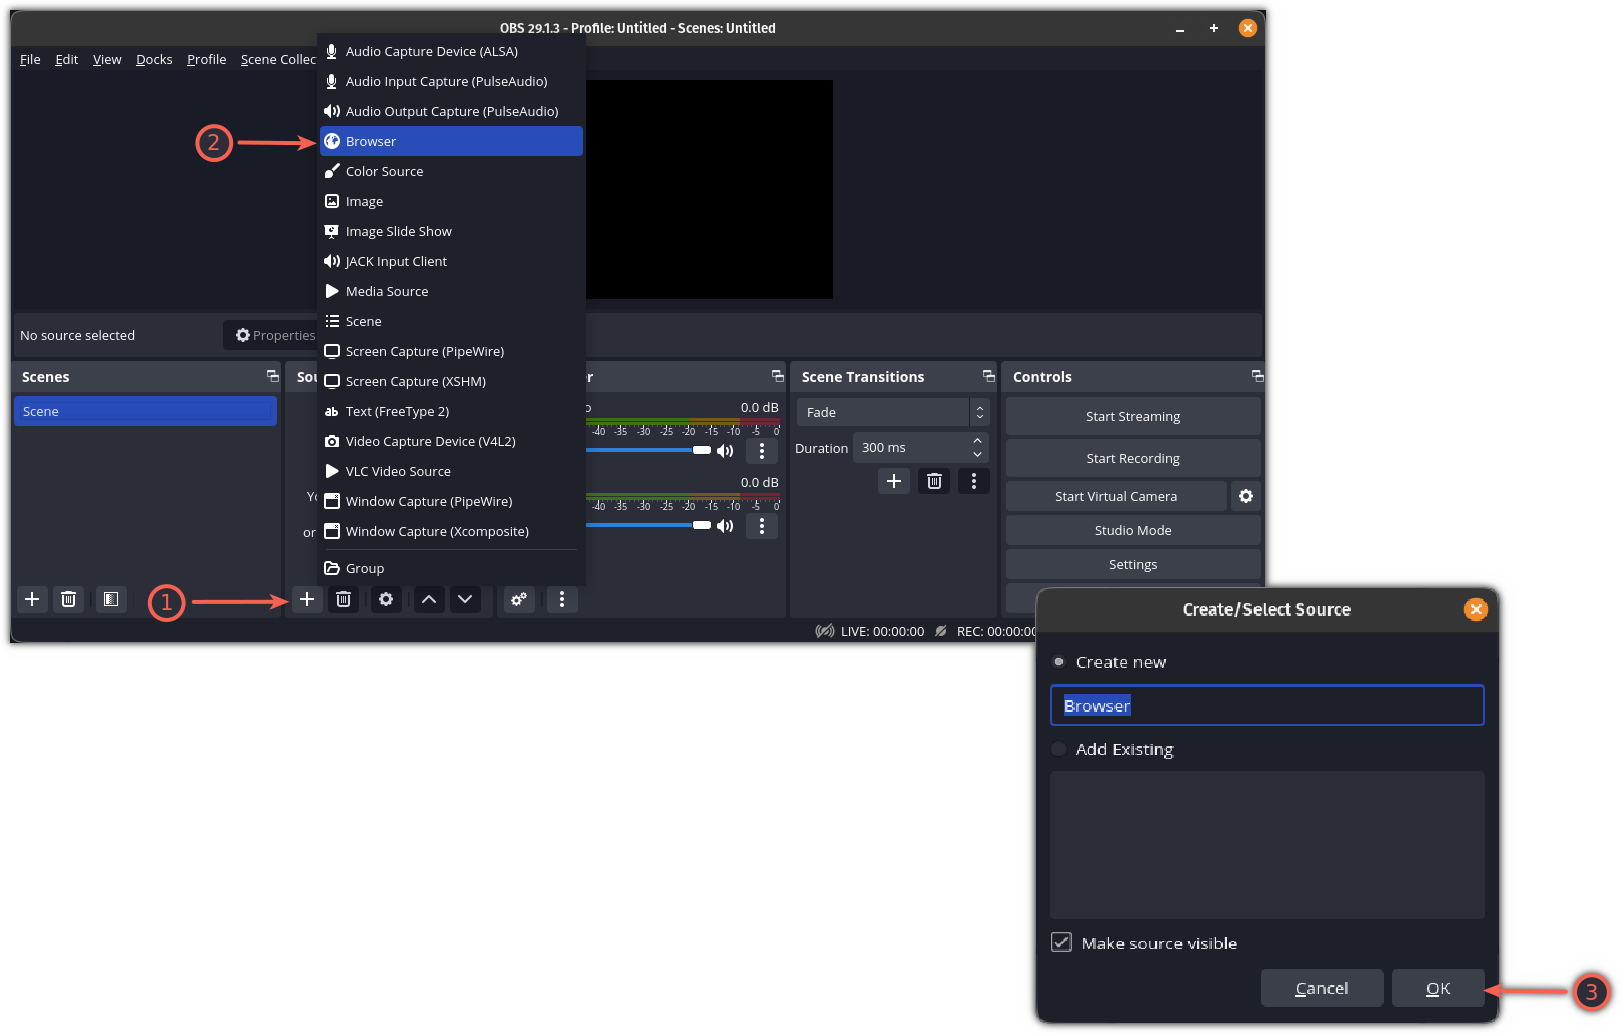 OBS 29.1.3 - Profile: Untitled - Scenes: Untitled
File Edit View Docks Profile Scene Collec
Audio Capture Device (ALSA)
Audio Input Capture (PulseAudio)
Audio Output Capture (PulseAudio)
2
Browser
Color Source
Image
Image Slide Show
JACK Input Client
Media Source
Scene
Screen Capture (PipeWire)
Screen Capture (XSHM)
ab Text (FreeType 2)
Video Capture Device (V4L2)
VLC Video Source
Window Capture (PipeWire)
Window Capture (Xcomposite)
Group
No source selected
Properties
Scenes
Scene
Sou
Yo
or
1
r
o 0.0 dB
-40 -35 -30 -25 -20 -15 -10 -5 0
0.0 dB
-40 -35 -30 -25 -20 -15 -10 -5 0
Scene Transitions
Fade
Duration 300 ms
Controls
Start Streaming
Start Recording
Start Virtual Camera
Studio Mode
Settings
LIVE: 00:00:00 REC: 00:00:00
Create/Select Source
Create new
Browser
Add Existing
Make source visible
Cancel OK
3